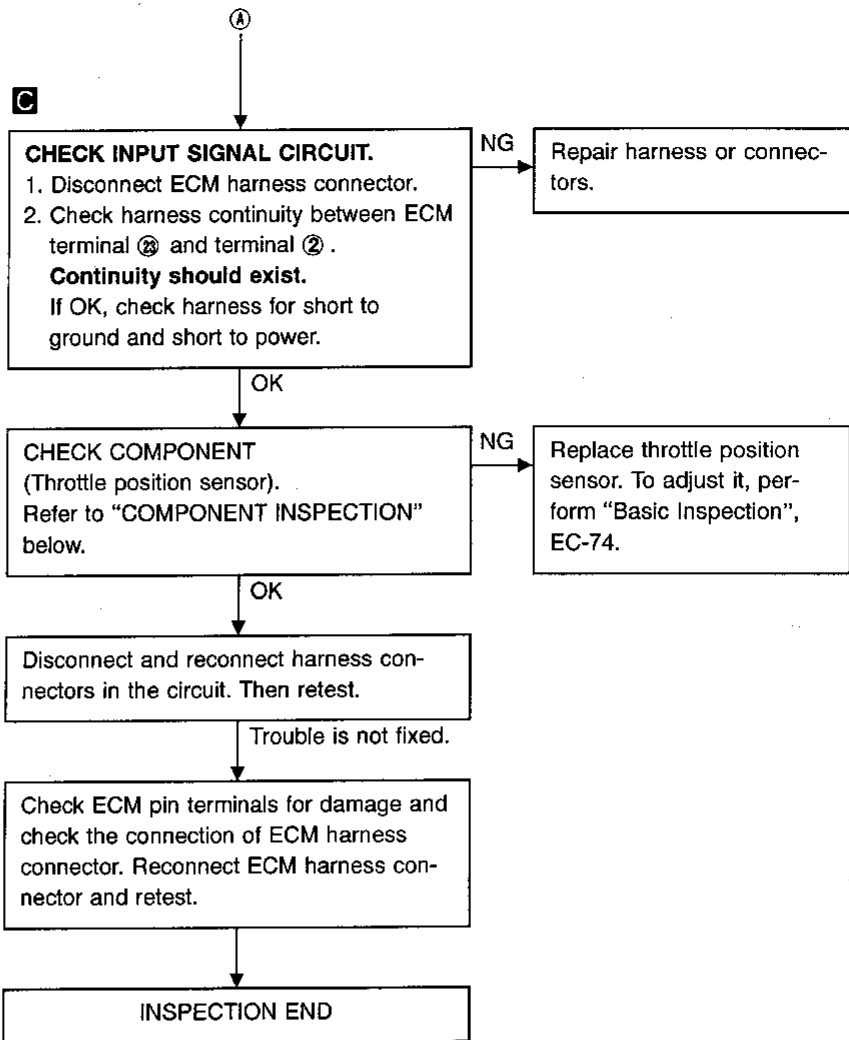 Ⓐ
C
CHECK INPUT SIGNAL CIRCUIT.
1. Disconnect ECM harness connector.
2. Check harness continuity between ECM
terminal ㉓ and terminal ② .
Continuity should exist.
If OK, check harness for short to
ground and short to power.
NG
Repair harness or connec-
tors.
OK
CHECK COMPONENT
(Throttle position sensor).
Refer to “COMPONENT INSPECTION”
below.
NG
Replace throttle position
sensor. To adjust it, per-
form “Basic Inspection”,
EC-74.
OK
Disconnect and reconnect harness con-
nectors in the circuit. Then retest.
Trouble is not fixed.
Check ECM pin terminals for damage and
check the connection of ECM harness
connector. Reconnect ECM harness con-
nector and retest.
INSPECTION END